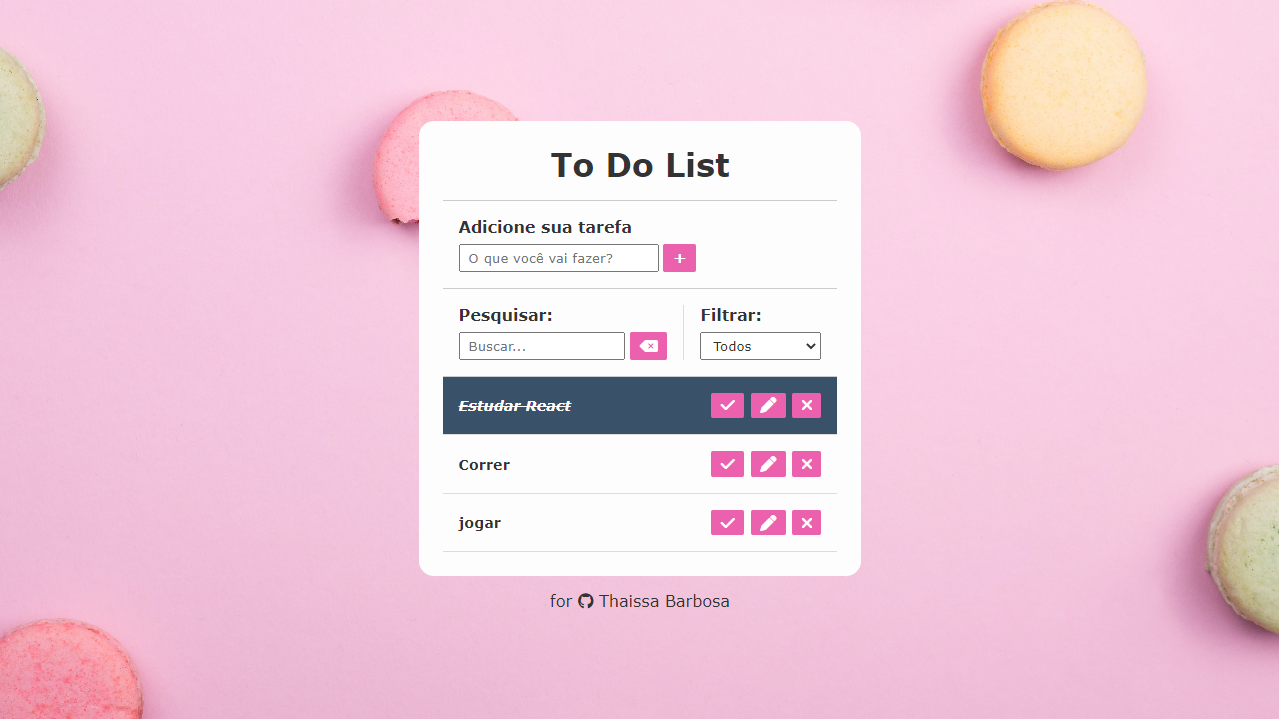 To Do List
Adicione sua tarefa
O que você vai fazer?
Pesquisar:
Filtrar:
Buscar...
Todos
Estudar React
Correr
jogar
for Thaissa Barbosa